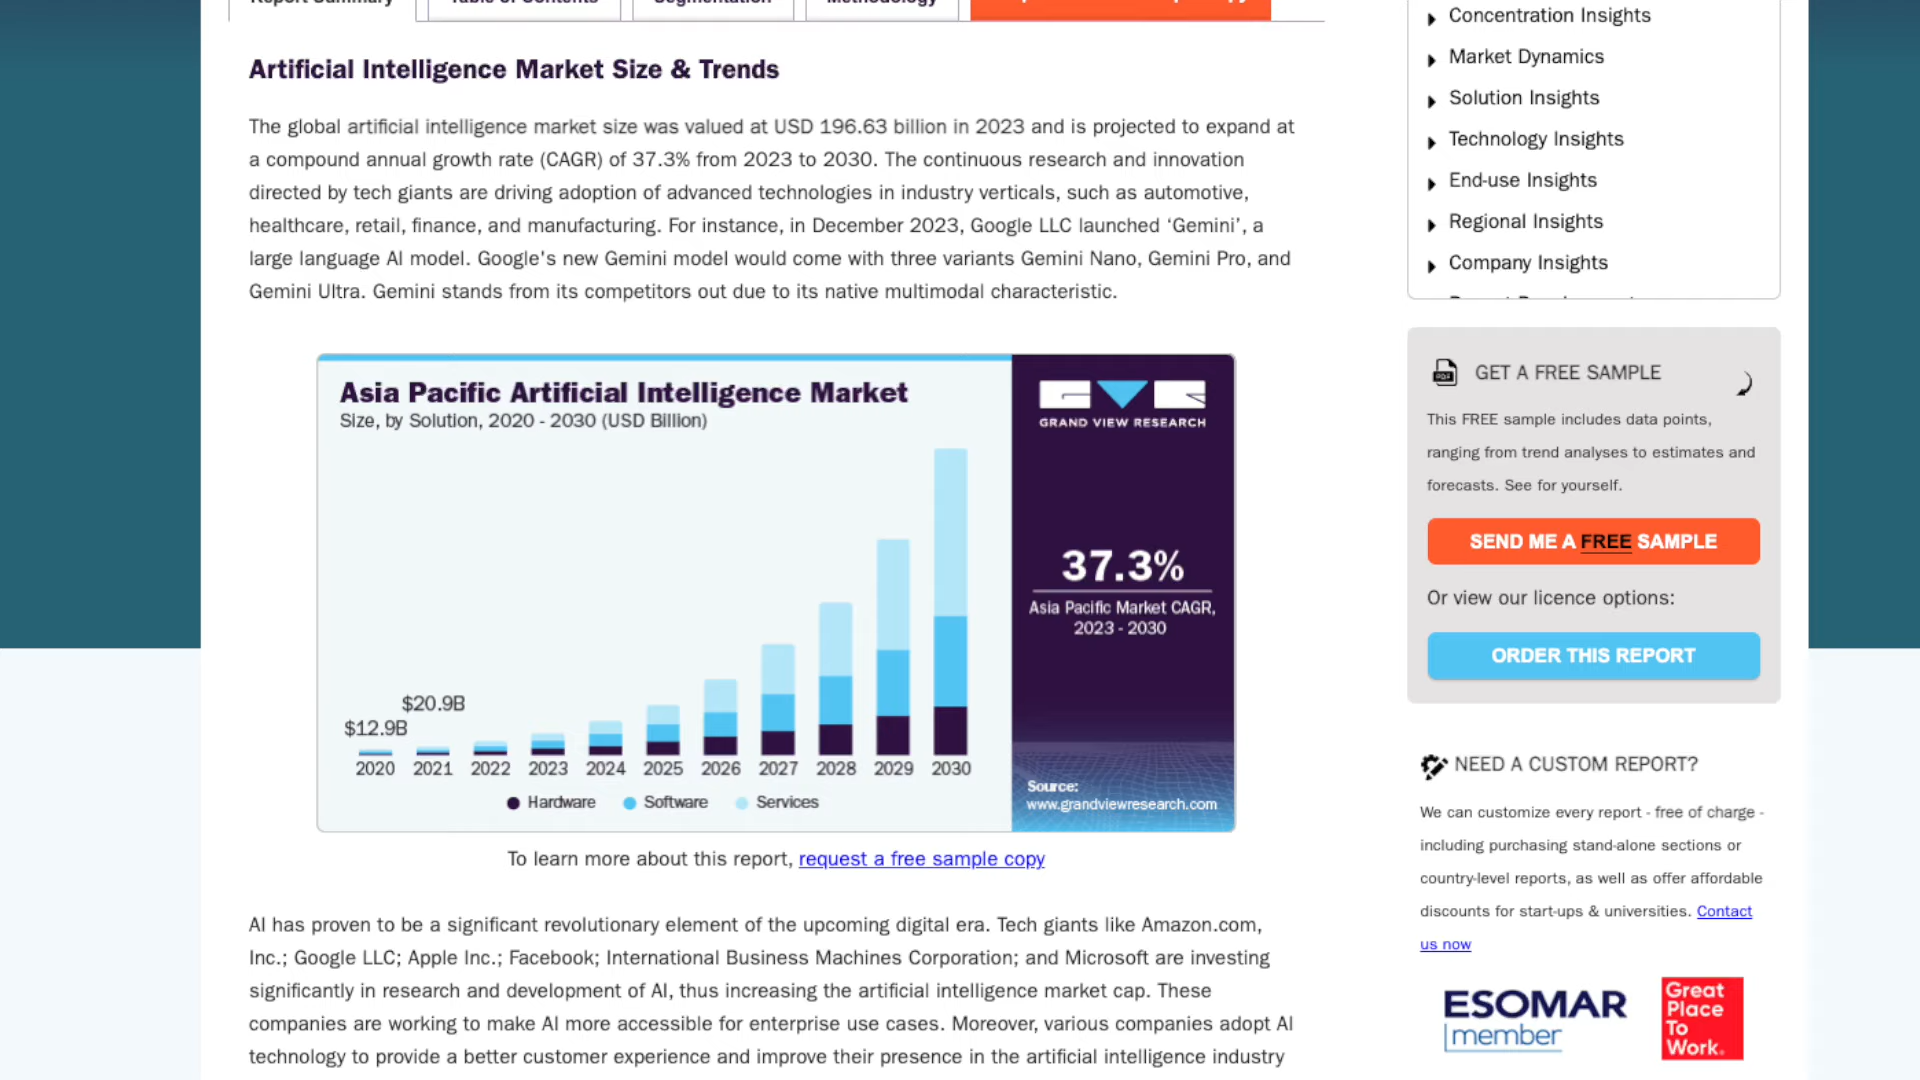 Report Summary
Table of Contents
Segmentation
Methodology
Concentration Insights
Market Dynamics
Solution Insights
Technology Insights
End-use Insights
Regional Insights
Company Insights
Artificial Intelligence Market Size & Trends
The global artificial intelligence market size was valued at USD 196.63 billion in 2023 and is projected to expand at
a compound annual growth rate (CAGR) of 37.3% from 2023 to 2030. The continuous research and innovation
directed by tech giants are driving adoption of advanced technologies in industry verticals, such as automotive,
healthcare, retail, finance, and manufacturing. For instance, in December 2023, Google LLC launched ‘Gemini’, a
large language AI model. Google's new Gemini model would come with three variants Gemini Nano, Gemini Pro, and
Gemini Ultra. Gemini stands from its competitors out due to its native multimodal characteristic.
Asia Pacific Artificial Intelligence Market
Size, by Solution, 2020 - 2030 (USD Billion)
$12.9B
$20.9B
2020 2021 2022 2023 2024 2025 2026 2027 2028 2029 2030
Hardware Software Services
GRAND VIEW RESEARCH
37.3%
Asia Pacific Market CAGR,
2023 - 2030
Source:
www.grandviewresearch.com
To learn more about this report, request a free sample copy
AI has proven to be a significant revolutionary element of the upcoming digital era. Tech giants like Amazon.com,
Inc.; Google LLC; Apple Inc.; Facebook; International Business Machines Corporation; and Microsoft are investing
significantly in research and development of AI, thus increasing the artificial intelligence market cap. These
companies are working to make AI more accessible for enterprise use cases. Moreover, various companies adopt AI
technology to provide a better customer experience and improve their presence in the artificial intelligence industry
PDF
GET A FREE SAMPLE
This FREE sample includes data points,
ranging from trend analyses to estimates and
forecasts. See for yourself.
SEND ME A FREE SAMPLE
Or view our licence options:
ORDER THIS REPORT
NEED A CUSTOM REPORT?
We can customize every report - free of charge -
including purchasing stand-alone sections or
country-level reports, as well as offer affordable
discounts for start-ups & universities. Contact
us now
ESOMAR
member
Great
Place
To
Work.